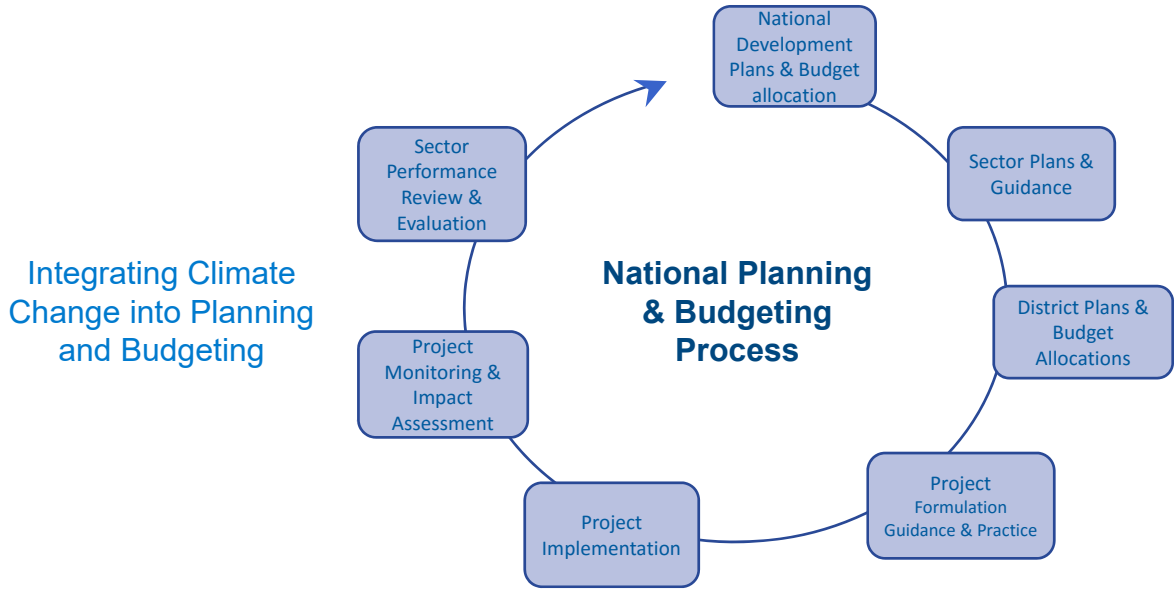 National
Development
Plans & Budget
allocation
Sector Plans &
Guidance
District Plans &
Budget
Allocations
Project
Formulation
Guidance & Practice
Project
Implementation
Project
Monitoring &
Impact
Assessment
Sector
Performance
Review &
Evaluation
National Planning
& Budgeting
Process
Integrating Climate
Change into Planning
and Budgeting